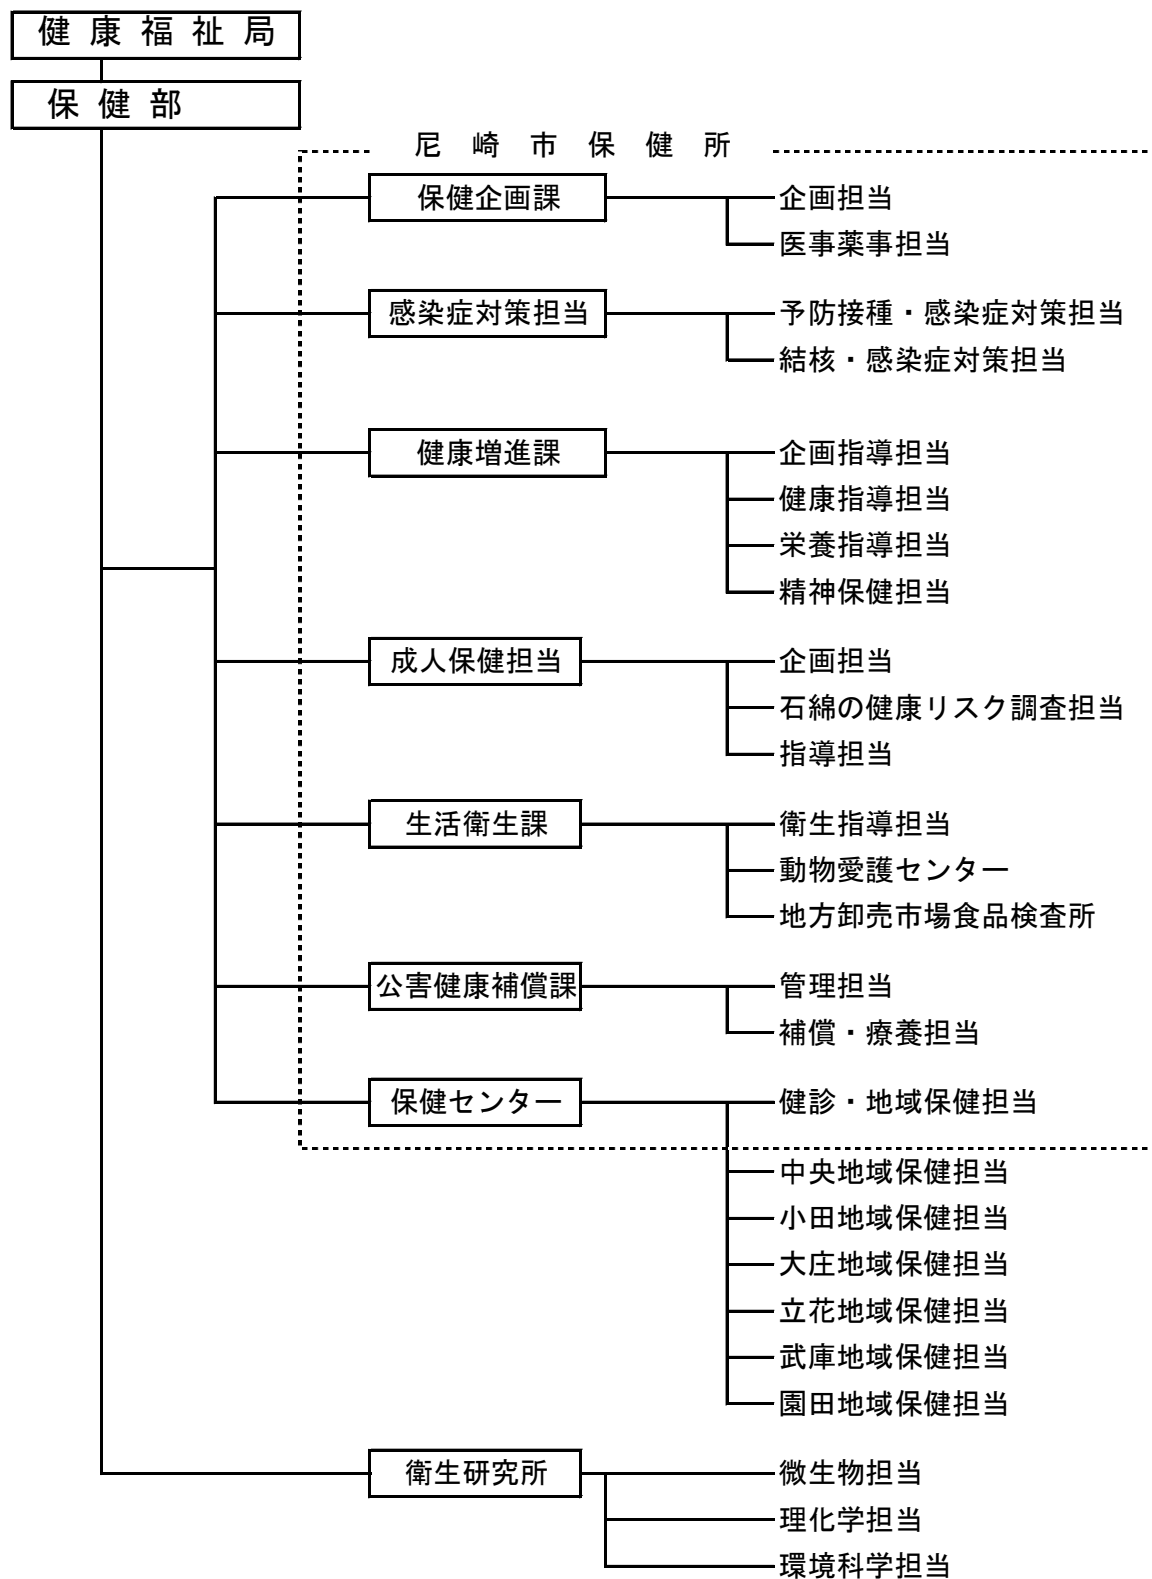 健康福祉局
保健部
尼崎市保健所
保健企画課
企画担当
医事薬事担当
感染症対策担当
予防接種・感染症対策担当
結核・感染症対策担当
健康増進課
企画指導担当
健康指導担当
栄養指導担当
精神保健担当
成人保健担当
企画担当
石綿の健康リスク調査担当
指導担当
生活衛生課
衛生指導担当
動物愛護センター
地方卸売市場食品検査所
公害健康補償課
管理担当
補償・療養担当
保健センター
健診・地域保健担当
中央地域保健担当
小田地域保健担当
大庄地域保健担当
立花地域保健担当
武庫地域保健担当
園田地域保健担当
衛生研究所
微生物担当
理化学担当
環境科学担当